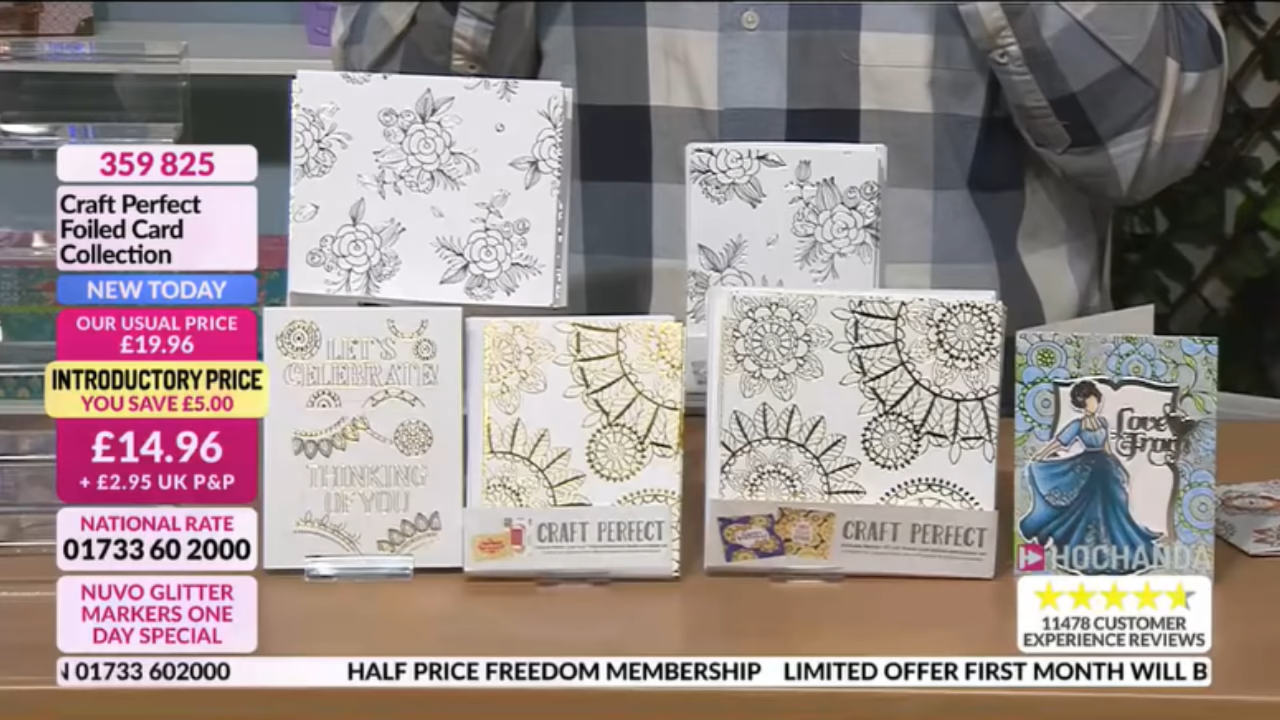 359 825
Craft Perfect
Foiled Card
Collection
NEW TODAY
OUR USUAL PRICE
£19.96
INTRODUCTORY PRICE
YOU SAVE £5.00
£14.96
+ £2.95 UK P&P
NATIONAL RATE
01733 60 2000
NUVO GLITTER
MARKERS ONE
DAY SPECIAL
01733 602000 HALF PRICE FREEDOM MEMBERSHIP LIMITED OFFER FIRST MONTH WILL B
LET'S
CELEBRATE!
THINKING
OF YOU
CRAFT PERFECT
CRAFT PERFECT
Love
From
HOCHANDA
11478 CUSTOMER
EXPERIENCE REVIEWS